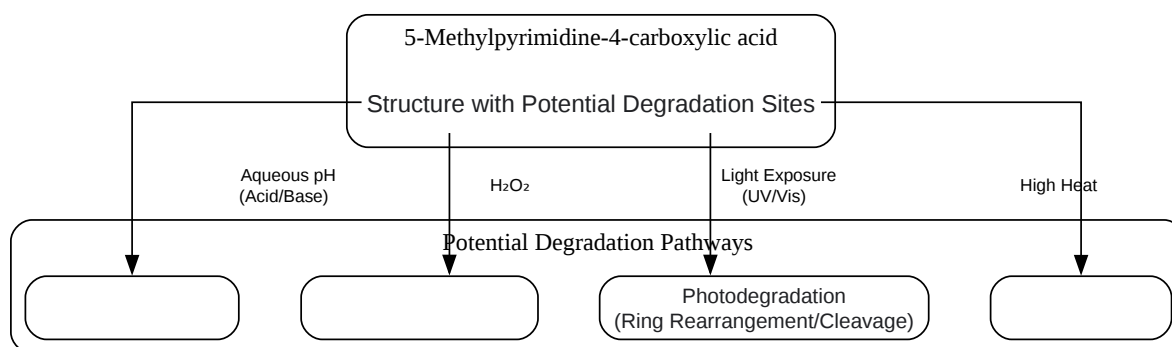 5-Methylpyrimidine-4-carboxylic acid
Structure with Potential Degradation Sites
Aqueous pH
(Acid/Base)
H₂O₂
Light Exposure
(UV/Vis)
High Heat
Potential Degradation Pathways
Photodegradation
(Ring Rearrangement/Cleavage)